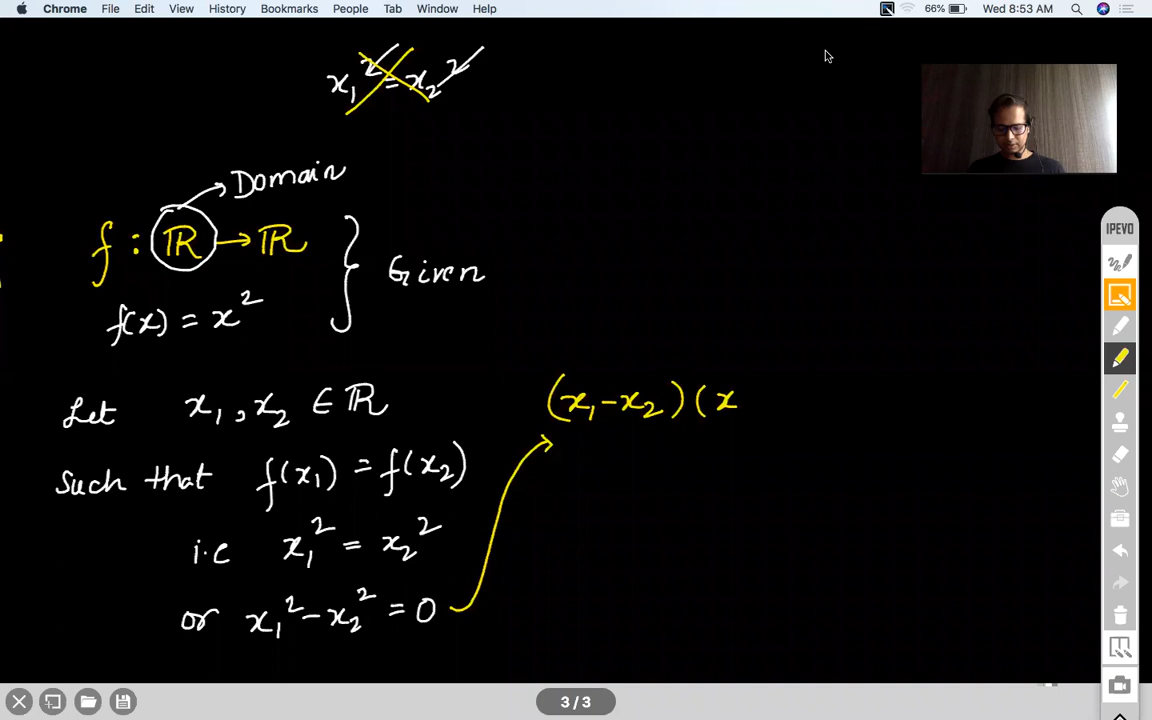 Chrome File Edit View History Bookmarks People Tab Window Help 66% Wed 8:53 AM
x₁² = x₂²
Domain
f : ℝ → ℝ
Given
f(x) = x²
IPEVO
Let x₁, x₂ ∈ ℝ
such that f(x₁) = f(x₂)
i.e x₁² = x₂²
or x₁² − x₂² = 0
(x₁ − x₂) (x
3/3